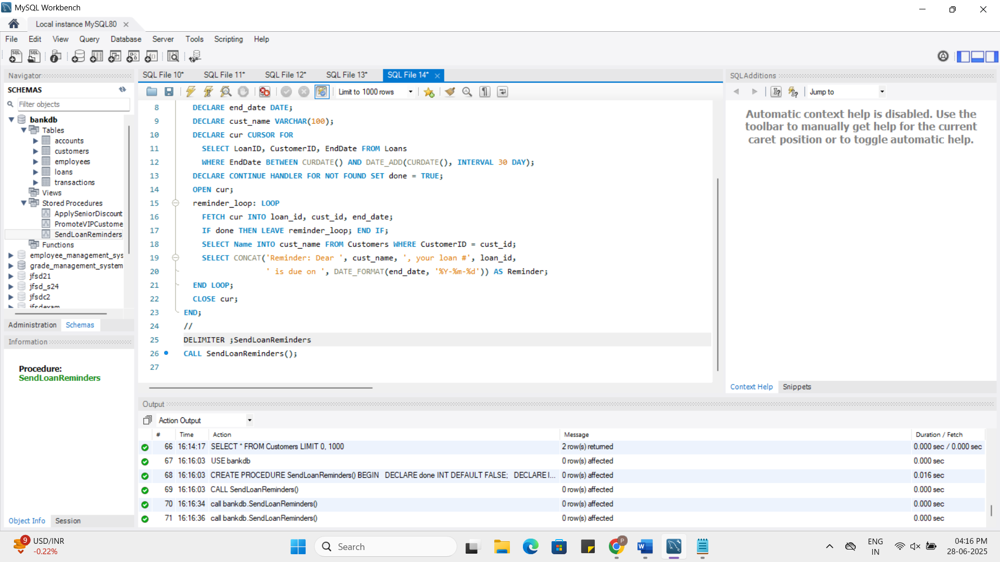 MySQL Workbench
Local instance MySQL80
File Edit View Query Database Server Tools Scripting Help
Navigator
SCHEMAS
Filter objects
bankdb
Tables
accounts
customers
employees
loans
transactions
Views
Stored Procedures
ApplySeniorDiscount
PromoteVIPCustome
SendLoanReminders
Functions
employee_management_sys
grade_management_system
jfsd21
jfsd_s24
jfsdc2
jfsdexam
Administration Schemas
Information
Procedure:
SendLoanReminders
Object Info Session
SQL File 10* SQL File 11* SQL File 12* SQL File 13* SQL File 14*
Limit to 1000 rows
8 DECLARE end_date DATE;
9 DECLARE cust_name VARCHAR(100);
10 DECLARE cur CURSOR FOR
11 SELECT LoanID, CustomerID, EndDate FROM Loans
12 WHERE EndDate BETWEEN CURDATE() AND DATE_ADD(CURDATE(), INTERVAL 30 DAY);
13 DECLARE CONTINUE HANDLER FOR NOT FOUND SET done = TRUE;
14 OPEN cur;
15 reminder_loop: LOOP
16 FETCH cur INTO loan_id, cust_id, end_date;
17 IF done THEN LEAVE reminder_loop; END IF;
18 SELECT Name INTO cust_name FROM Customers WHERE CustomerID = cust_id;
19 SELECT CONCAT('Reminder: Dear ', cust_name, ', your loan #', loan_id,
20 ' is due on ', DATE_FORMAT(end_date, '%Y-%m-%d')) AS Reminder;
21 END LOOP;
22 CLOSE cur;
23 END;
24 //
25 DELIMITER ;SendLoanReminders
26 CALL SendLoanReminders();
27
SQLAdditions
Jump to
Automatic context help is disabled. Use the
toolbar to manually get help for the current
caret position or to toggle automatic help.
Context Help Snippets
Output
Action Output
# Time Action Message Duration / Fetch
66 16:14:17 SELECT * FROM Customers LIMIT 0, 1000 2 row(s) returned 0.000 sec / 0.000 sec
67 16:16:03 USE bankdb 0 row(s) affected 0.000 sec
68 16:16:03 CREATE PROCEDURE SendLoanReminders() BEGIN DECLARE done INT DEFAULT FALSE; DECLARE l... 0 row(s) affected 0.016 sec
69 16:16:03 CALL SendLoanReminders() 0 row(s) affected 0.000 sec
70 16:16:34 call bankdb.SendLoanReminders() 0 row(s) affected 0.000 sec
71 16:16:36 call bankdb.SendLoanReminders() 0 row(s) affected 0.000 sec
9 USD/INR
-0.22%
Search
P
ENG
IN
04:16 PM
28-06-2025